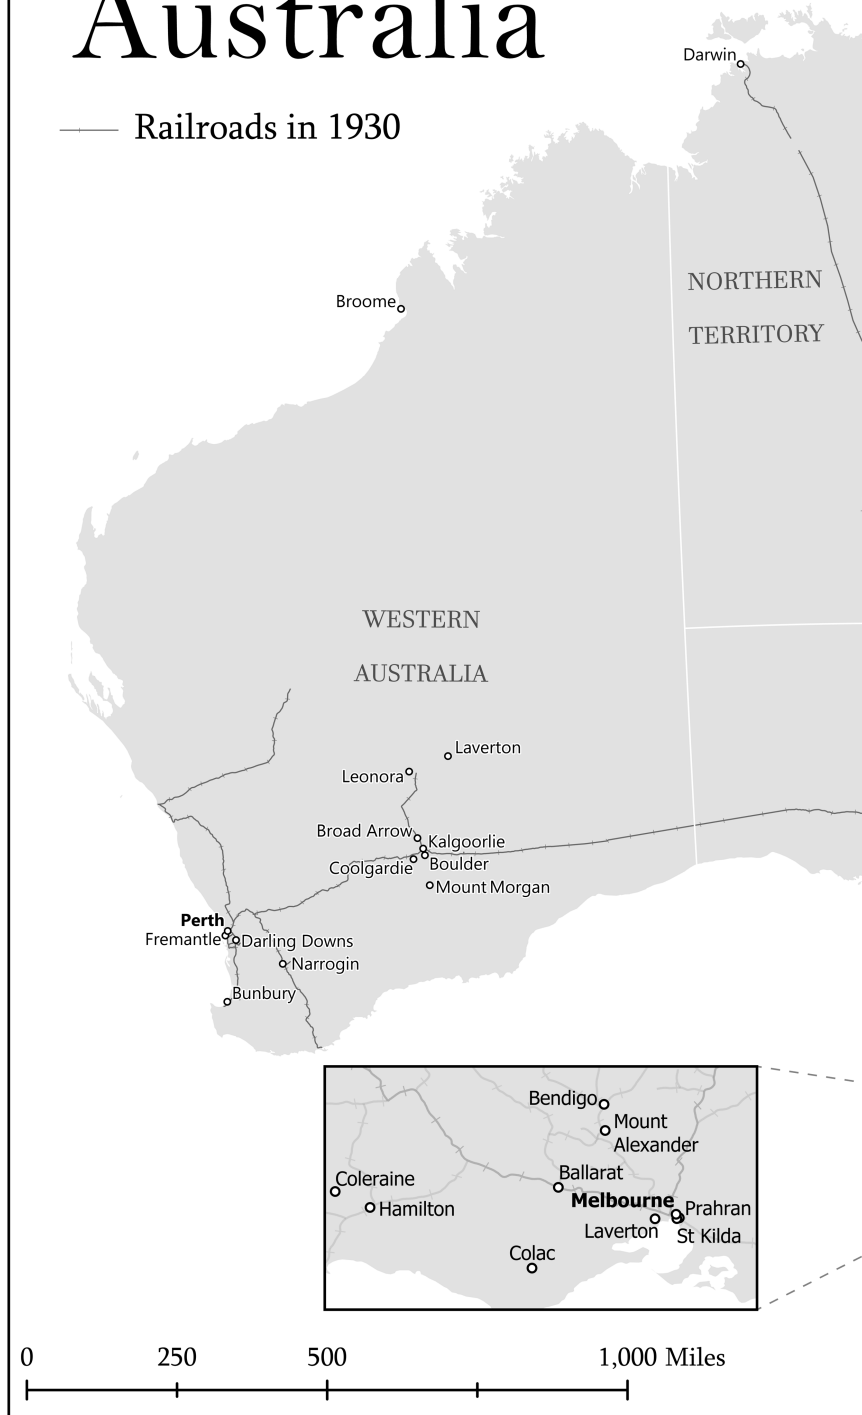 Australia
Railroads in 1930
Darwin
NORTHERN
TERRITORY
Broome
WESTERN
AUSTRALIA
Laverton
Leonora
Broad Arrow
Kalgoorlie
Coolgardie
Boulder
Mount Morgan
Perth
Fremantle
Darling Downs
Narrogin
Bunbury
Bendigo
Mount
Alexander
Coleraine
Ballarat
Hamilton
Melbourne
Prahran
Laverton
St Kilda
Colac
0 250 500 1,000 Miles